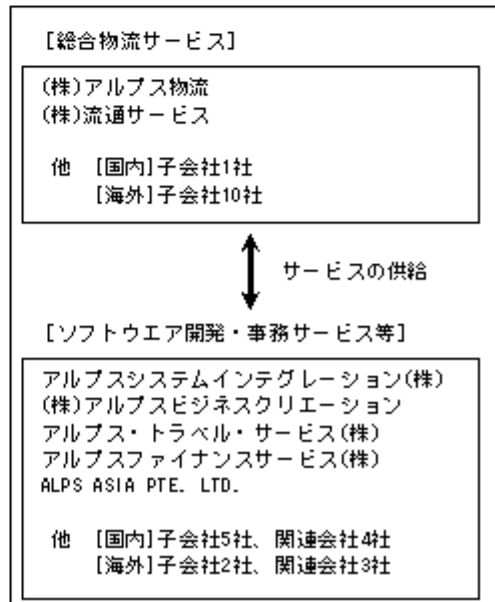 [総合物流サービス]
(株)アルプス物流
(株)流通サービス
他 [国内]子会社1社
[海外]子会社10社
サービスの供給
[ソフトウエア開発・事務サービス等]
アルプスシステムインテグレーション(株)
(株)アルプスビジネスクリエーション
アルプス・トラベル・サービス(株)
アルプスファイナンスサービス(株)
ALPS ASIA PTE. LTD.
他 [国内]子会社5社、関連会社4社
[海外]子会社2社、関連会社3社